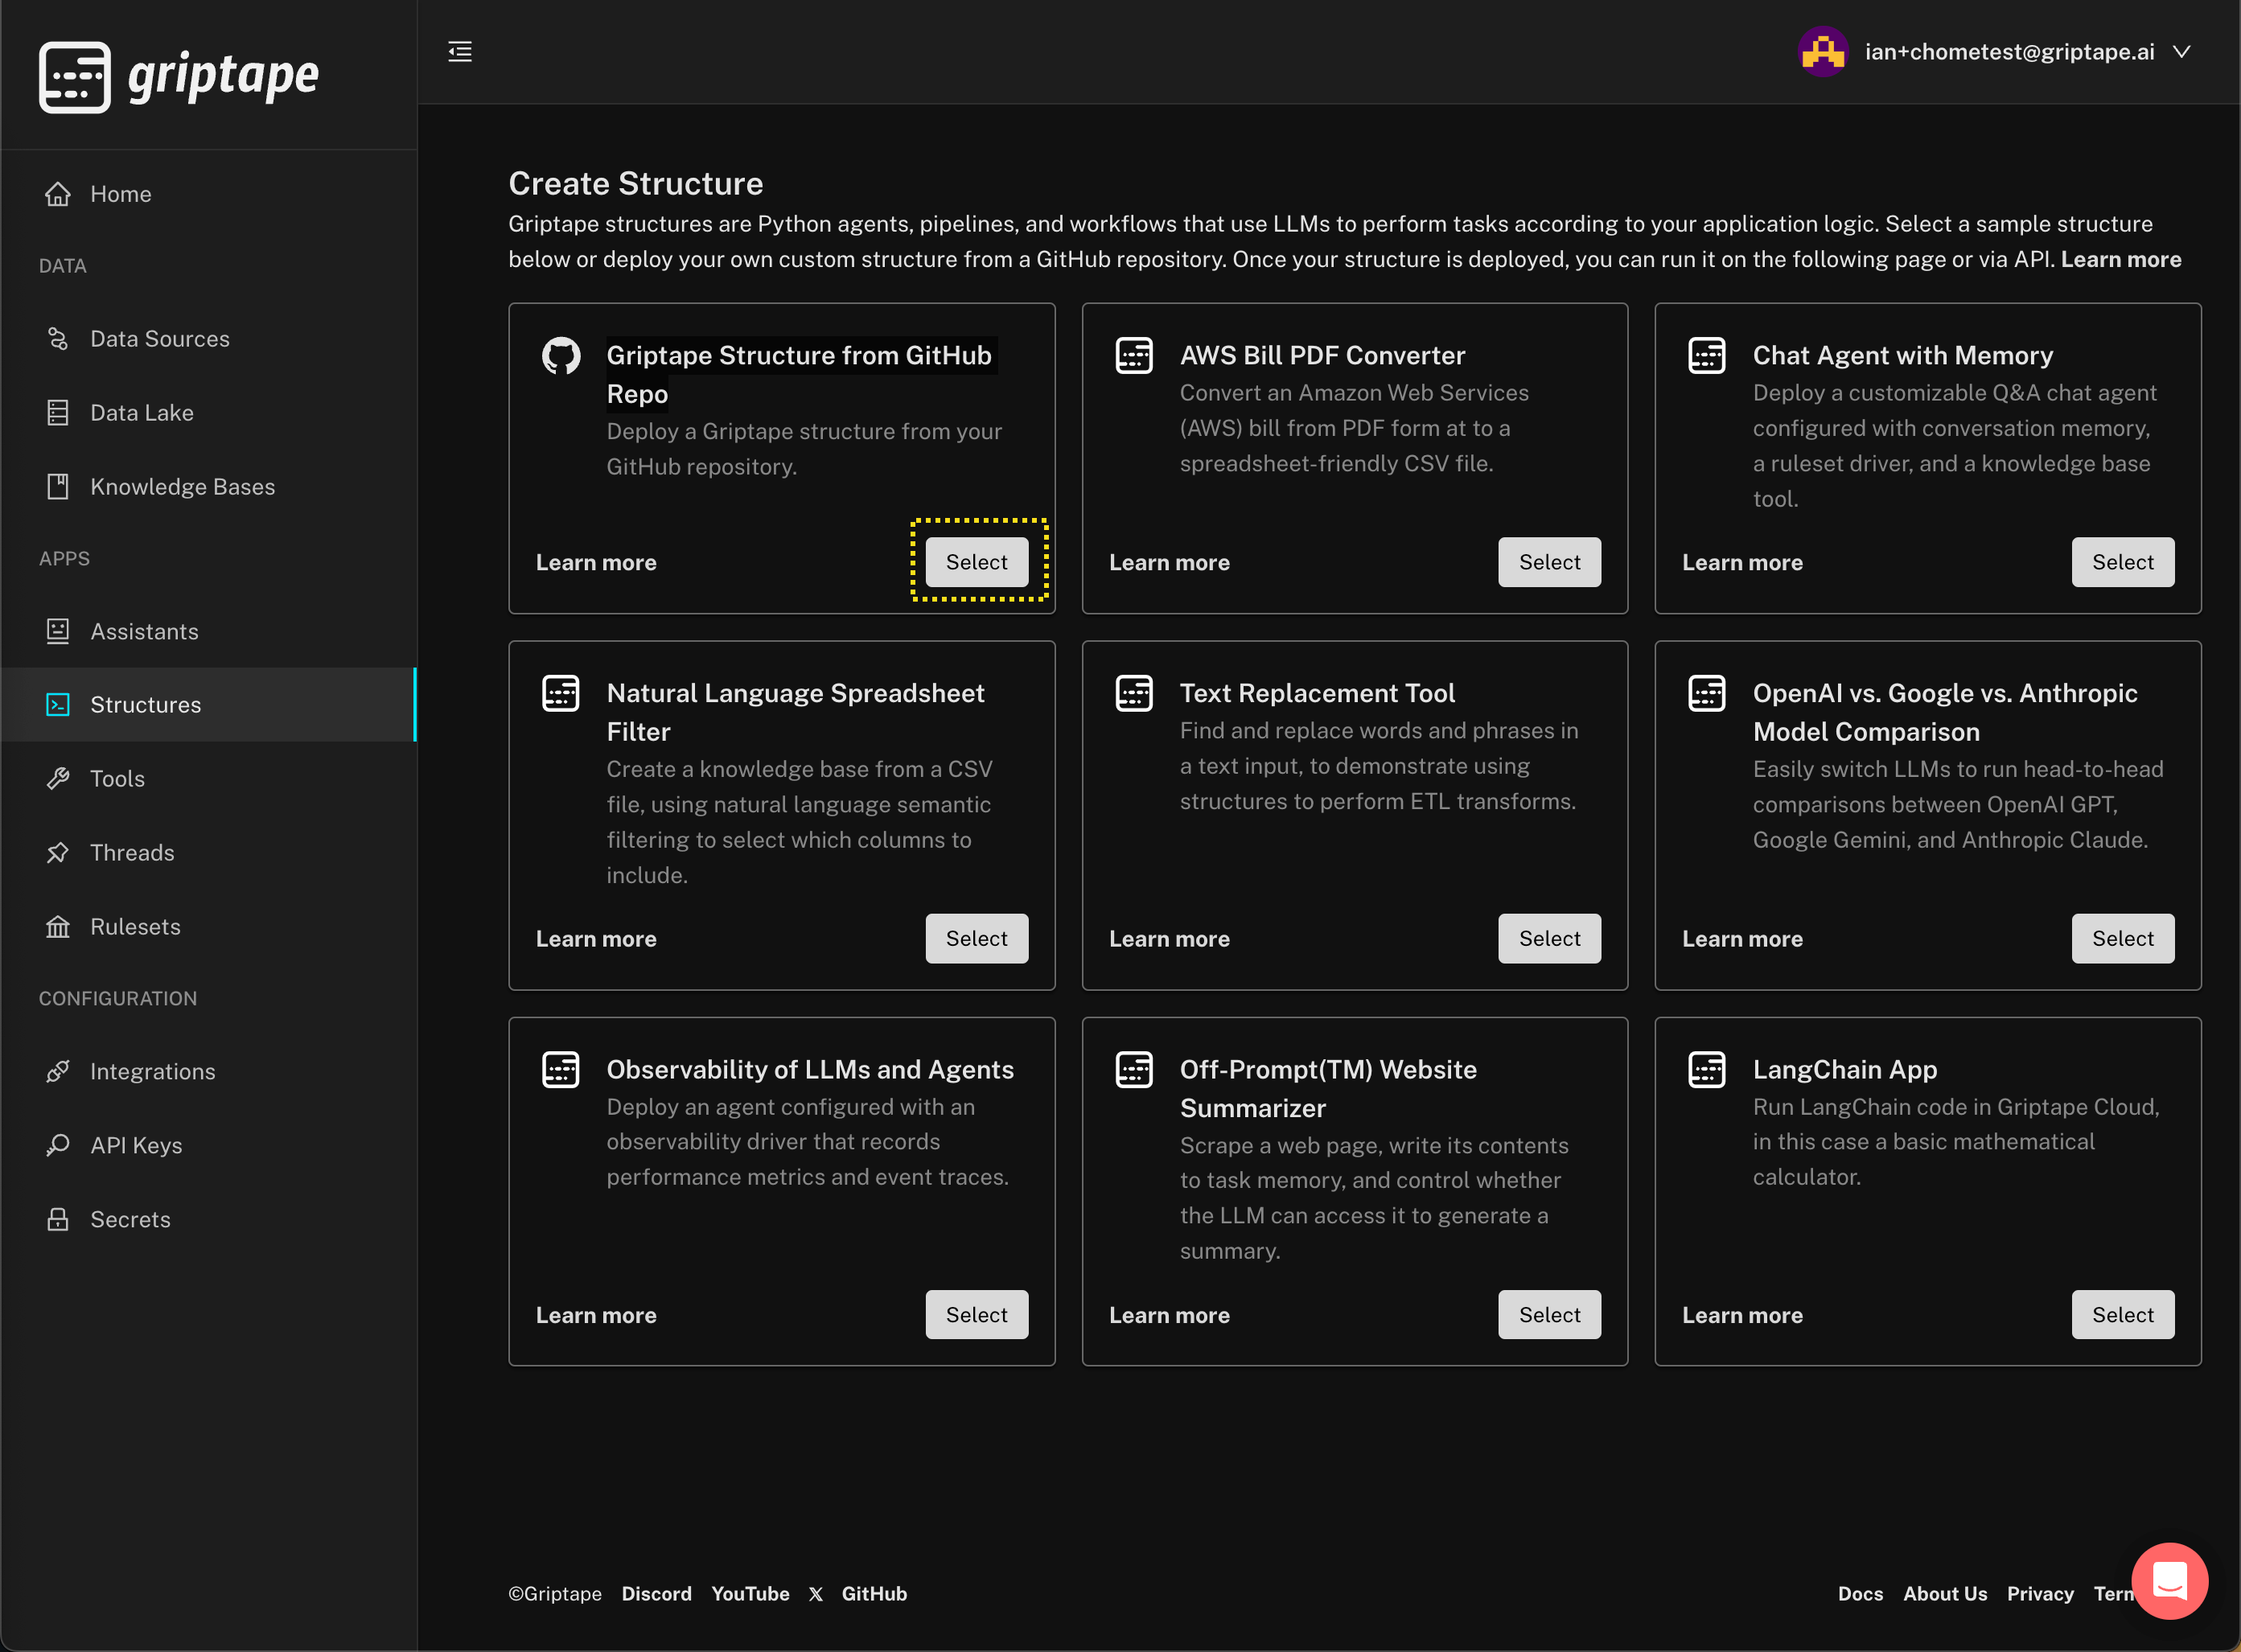 griptape
ian+chometest@griptape.ai
Home
DATA
Data Sources
Data Lake
Knowledge Bases
APPS
Assistants
Structures
Tools
Threads
Rulesets
CONFIGURATION
Integrations
API Keys
Secrets
Create Structure
Griptape structures are Python agents, pipelines, and workflows that use LLMs to perform tasks according to your application logic. Select a sample structure
below or deploy your own custom structure from a GitHub repository. Once your structure is deployed, you can run it on the following page or via API. Learn more
Griptape Structure from GitHub
Repo
Deploy a Griptape structure from your
GitHub repository.
Learn more
Select
AWS Bill PDF Converter
Convert an Amazon Web Services
(AWS) bill from PDF form at to a
spreadsheet-friendly CSV file.
Learn more
Select
Chat Agent with Memory
Deploy a customizable Q&A chat agent
configured with conversation memory,
a ruleset driver, and a knowledge base
tool.
Learn more
Select
Natural Language Spreadsheet
Filter
Create a knowledge base from a CSV
file, using natural language semantic
filtering to select which columns to
include.
Learn more
Select
Text Replacement Tool
Find and replace words and phrases in
a text input, to demonstrate using
structures to perform ETL transforms.
Learn more
Select
OpenAI vs. Google vs. Anthropic
Model Comparison
Easily switch LLMs to run head-to-head
comparisons between OpenAI GPT,
Google Gemini, and Anthropic Claude.
Learn more
Select
Observability of LLMs and Agents
Deploy an agent configured with an
observability driver that records
performance metrics and event traces.
Learn more
Select
Off-Prompt(TM) Website
Summarizer
Scrape a web page, write its contents
to task memory, and control whether
the LLM can access it to generate a
summary.
Learn more
Select
LangChain App
Run LangChain code in Griptape Cloud,
in this case a basic mathematical
calculator.
Learn more
Select
©Griptape Discord YouTube X GitHub
Docs About Us Privacy